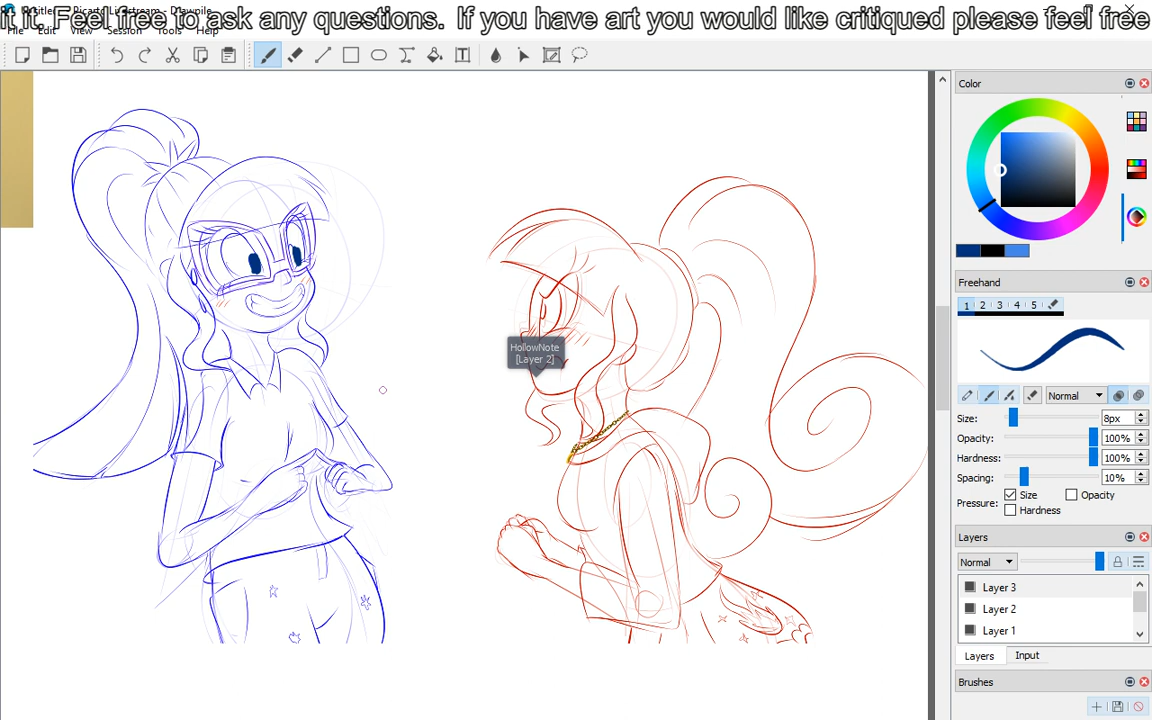 it it. Feel free to ask any questions.  If you have art you would like critiqued please feel free
Edit View Session Tools Help
Color
Freehand
1 2 3 4 5
HollowNote
[Layer 2]
Normal
Size: 8px
Opacity: 100%
Hardness: 100%
Spacing: 10%
Pressure: Size Opacity
Hardness
Layers
Normal
Layer 3
Layer 2
Layer 1
Layers Input
Brushes